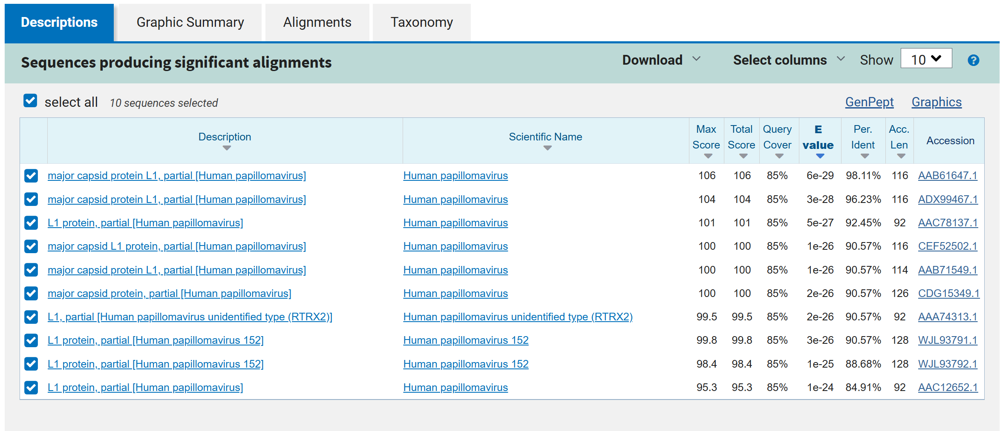 Descriptions Graphic Summary Alignments Taxonomy
Sequences producing significant alignments Download Select columns Show 10 ?
select all 10 sequences selected GenPept Graphics
Description Scientific Name Max Score Total Score Query Cover E value Per. Ident Acc. Len Accession
major capsid protein L1, partial [Human papillomavirus] Human papillomavirus 106 106 85% 6e-29 98.11% 116 AAB61647.1
major capsid protein L1, partial [Human papillomavirus] Human papillomavirus 104 104 85% 3e-28 96.23% 116 ADX99467.1
L1 protein, partial [Human papillomavirus] Human papillomavirus 101 101 85% 5e-27 92.45% 92 AAC78137.1
major capsid L1 protein, partial [Human papillomavirus] Human papillomavirus 100 100 85% 1e-26 90.57% 116 CEF52502.1
major capsid protein L1, partial [Human papillomavirus] Human papillomavirus 100 100 85% 1e-26 90.57% 114 AAB71549.1
major capsid protein, partial [Human papillomavirus] Human papillomavirus 100 100 85% 2e-26 90.57% 126 CDG15349.1
L1, partial [Human papillomavirus unidentified type (RTRX2)] Human papillomavirus unidentified type (RTRX2) 99.5 99.5 85% 2e-26 90.57% 92 AAA74313.1
L1 protein, partial [Human papillomavirus 152] Human papillomavirus 152 99.8 99.8 85% 3e-26 90.57% 128 WJL93791.1
L1 protein, partial [Human papillomavirus 152] Human papillomavirus 152 98.4 98.4 85% 1e-25 88.68% 128 WJL93792.1
L1 protein, partial [Human papillomavirus] Human papillomavirus 95.3 95.3 85% 1e-24 84.91% 92 AAC12652.1